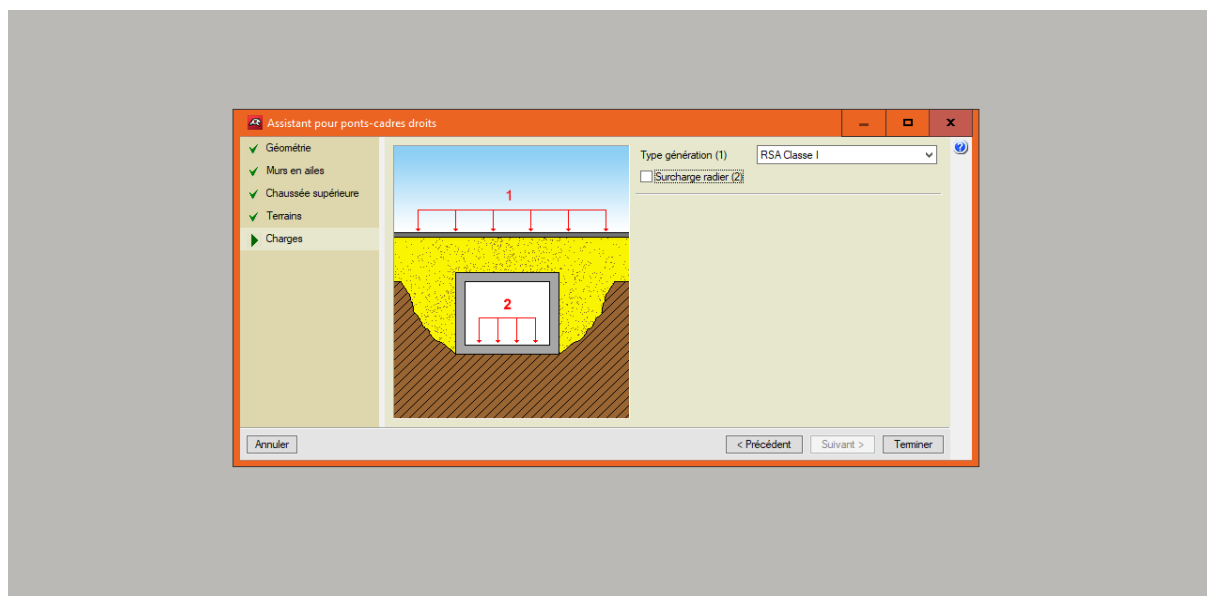 Assistant pour ponts-cadres droits
Géométrie
Murs en ailes
Chaussée supérieure
Terrains
Charges
1
2
Type génération (1) RSA Classe I
Surcharge radier (2)
Annuler
< Précédent Suivant > Terminer